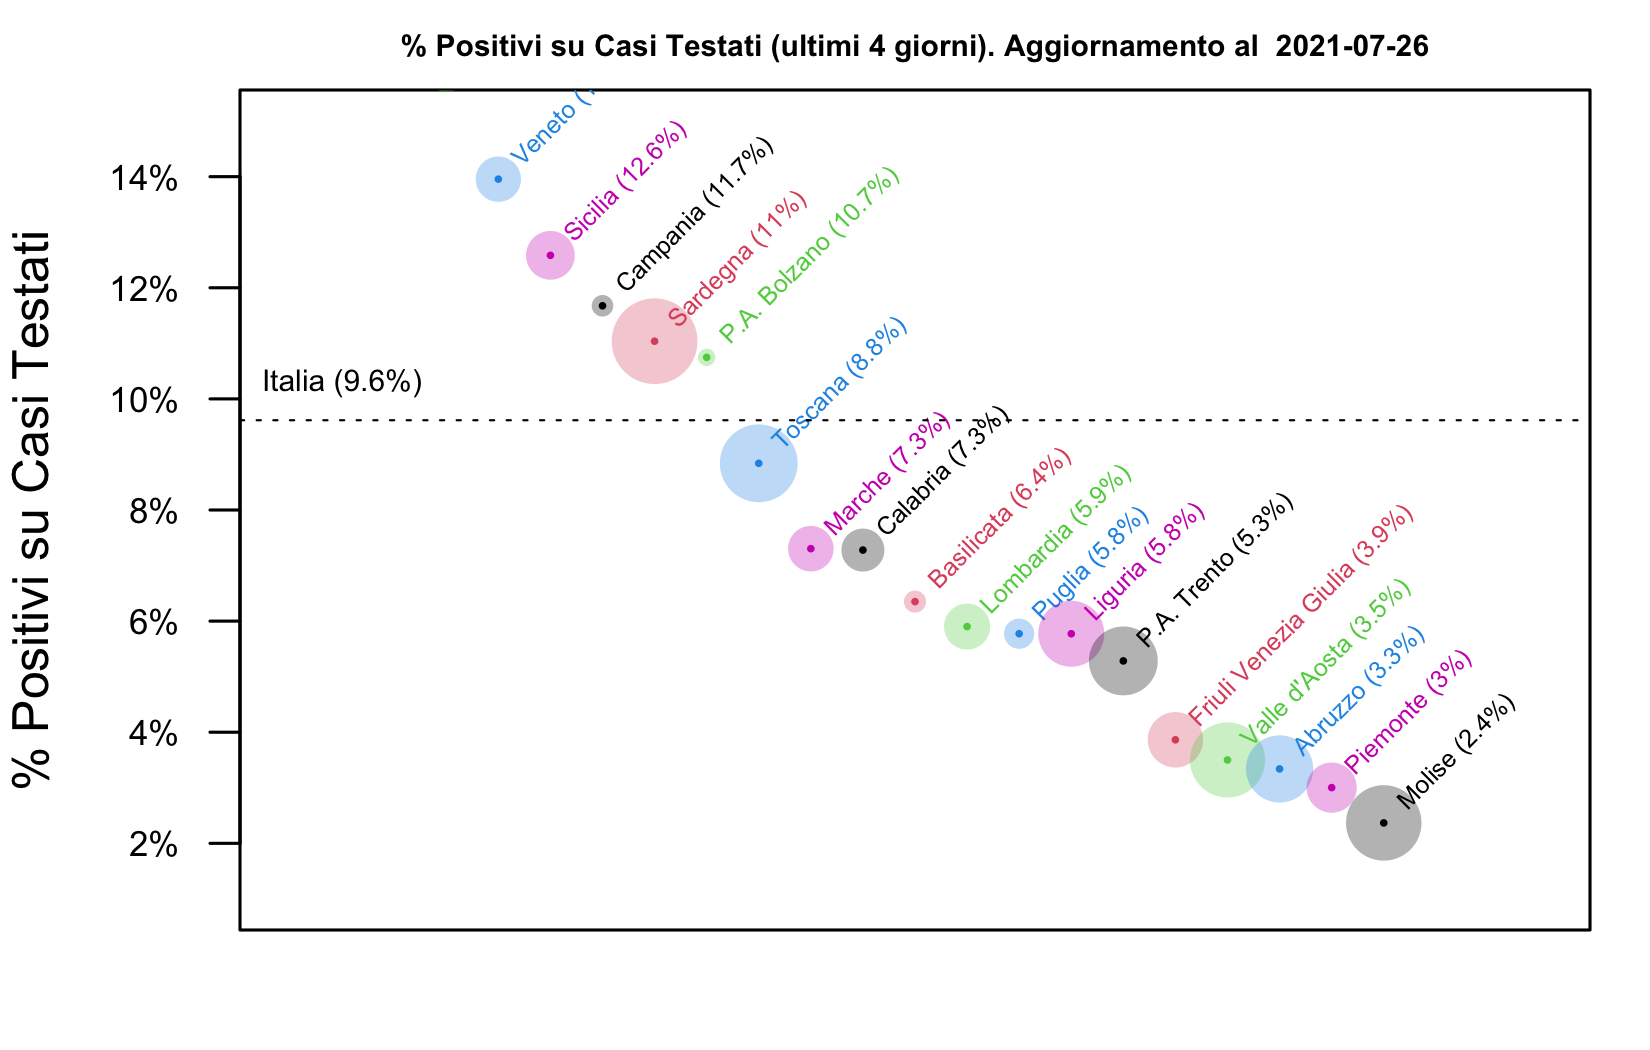 % Positivi su Casi Testati (ultimi 4 giorni). Aggiornamento al 2021-07-26
% Positivi su Casi Testati
14%
12%
10%
8%
6%
4%
2%
Italia (9.6%)
Veneto
Sicilia (12.6%)
Campania (11.7%)
Sardegna (11%)
P.A. Bolzano (10.7%)
Toscana (8.8%)
Marche (7.3%)
Calabria (7.3%)
Basilicata (6.4%)
Lombardia (5.9%)
Puglia (5.8%)
Liguria (5.8%)
P.A. Trento (5.3%)
Friuli Venezia Giulia (3.9%)
Valle d'Aosta (3.5%)
Abruzzo (3.3%)
Piemonte (3%)
Molise (2.4%)